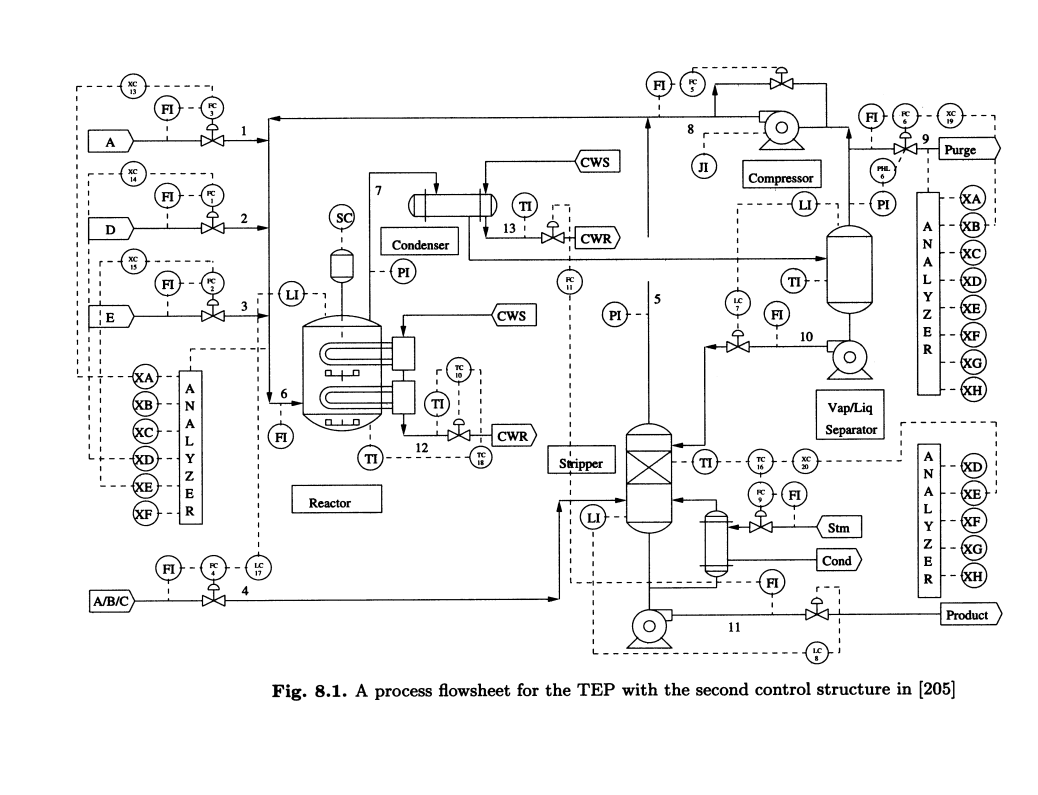 XC 13
FI
FC 3
A
1
XC 14
FI
FC
D
2
XC 15
FI
FC 2
E
3
FI
FC 5
8
JI
Compressor
FI
FC 6
XC 19
9
Purge
PHL 6
PI
LI
CWS
7
TI
13
CWR
Condenser
SC
PI
LI
FC 11
5
PI
LC 7
FI
TI
10
ANALYZER
XA
XB
XC
XD
XE
XF
XG
XH
CWS
TC 10
TI
6
FI
12
CWR
TI
TC 18
Reactor
ANALYZER
XA
XB
XC
XD
XE
XF
Vap/Liq
Separator
Stripper
TI
TC 16
XC 20
FC 9
FI
Stm
LI
Cond
ANALYZER
XD
XE
XF
XG
XH
FI
FC 4
LC 17
A/B/C
4
FI
Product
11
LC 8
Fig. 8.1. A process flowsheet for the TEP with the second control structure in [205]